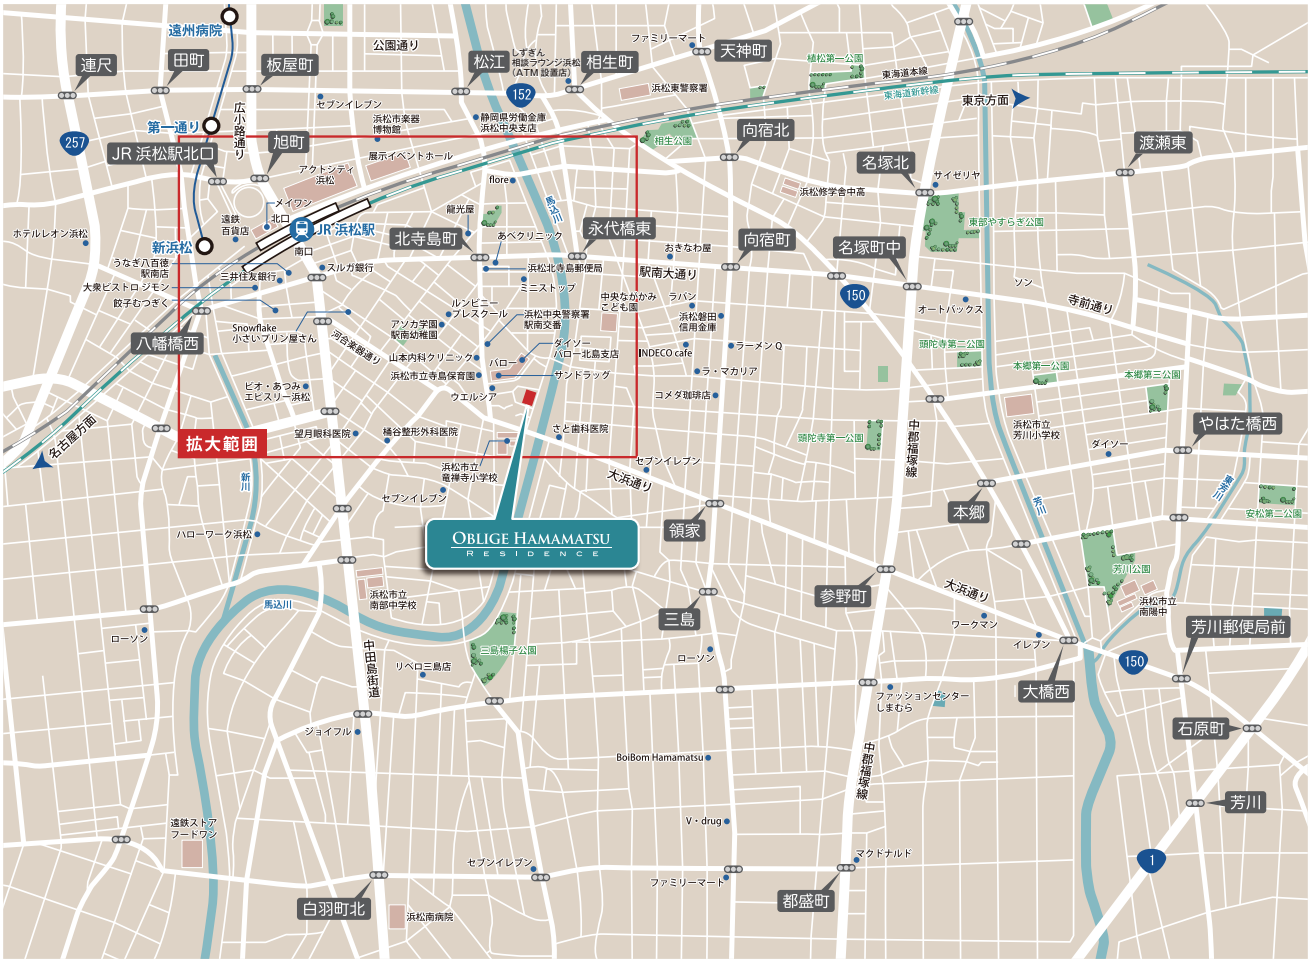 遠州病院
公園通り
ファミリーマート
天神町
連尺
田町
板屋町
松江
しずぎん
相談ラウンジ浜松
(ATM 設置店)
相生町
植松第一公園
東海道本線
東海道新幹線
東京方面
152
浜松東警察署
セブンイレブン
257
第一通り
広小路通り
浜松市楽器
博物館
静岡県労働金庫
浜松中央支店
相生公園
向宿北
渡瀬東
JR 浜松駅北口
旭町
展示イベントホール
アクトシティ
浜松
flore
名塚北
サイゼリヤ
浜松修学舎中高
メイワン
北口
JR 浜松駅
南口
馬込川
龍光屋
遠鉄
百貨店
ホテルレオン浜松
新浜松
北寺島町
あべクリニック
永代橋東
東部やすらぎ公園
おきなわ屋
向宿町
名塚町中
うなぎ八百徳
駅南店
三井住友銀行
スルガ銀行
浜松北寺島郵便局
駅南大通り
大衆ビストロ ジモン
ミニストップ
餃子むつぎく
ルンビニー
プレスクール
中央ながかみ
こども園
ラパン
150
ソン
寺前通り
オートバックス
Snowflake
小さいプリン屋さん
アソカ学園
駅南幼稚園
浜松中央警察署
駅南交番
浜松磐田
信用金庫
八幡橋西
河合楽器通り
山本内科クリニック
バロー
ダイソー
バロー北島支店
INDECO cafe
ラーメン Q
頭陀寺第二公園
本郷第一公園
本郷第三公園
浜松市立寺島保育園
サンドラッグ
ラ・マカリア
ビオ・あつみ
エピスリー浜松
ウエルシア
コメダ珈琲店
名古屋方面
拡大範囲
望月眼科医院
桶谷整形外科医院
さと歯科医院
頭陀寺第一公園
中郡福塚線
浜松市立
芳川小学校
やはた橋西
ダイソー
浜松市立
竜禅寺小学校
セブンイレブン
大浜通り
新川
セブンイレブン
本郷
芳川
東芳川
安松第二公園
ハローワーク浜松
OBLIGE HAMAMATSU
RESIDENCE
領家
芳川公園
浜松市立
南部中学校
馬込川
参野町
大浜通り
浜松市立
南陽中
三島
ワークマン
ローソン
三島楊子公園
イレブン
芳川郵便局前
中田島街道
リベロ三島店
ローソン
150
大橋西
ファッションセンター
しまむら
石原町
ジョイフル
BoiBom Hamamatsu
中郡福塚線
芳川
遠鉄ストア
フードワン
V・drug
マクドナルド
1
セブンイレブン
ファミリーマート
都盛町
白羽町北
浜松南病院